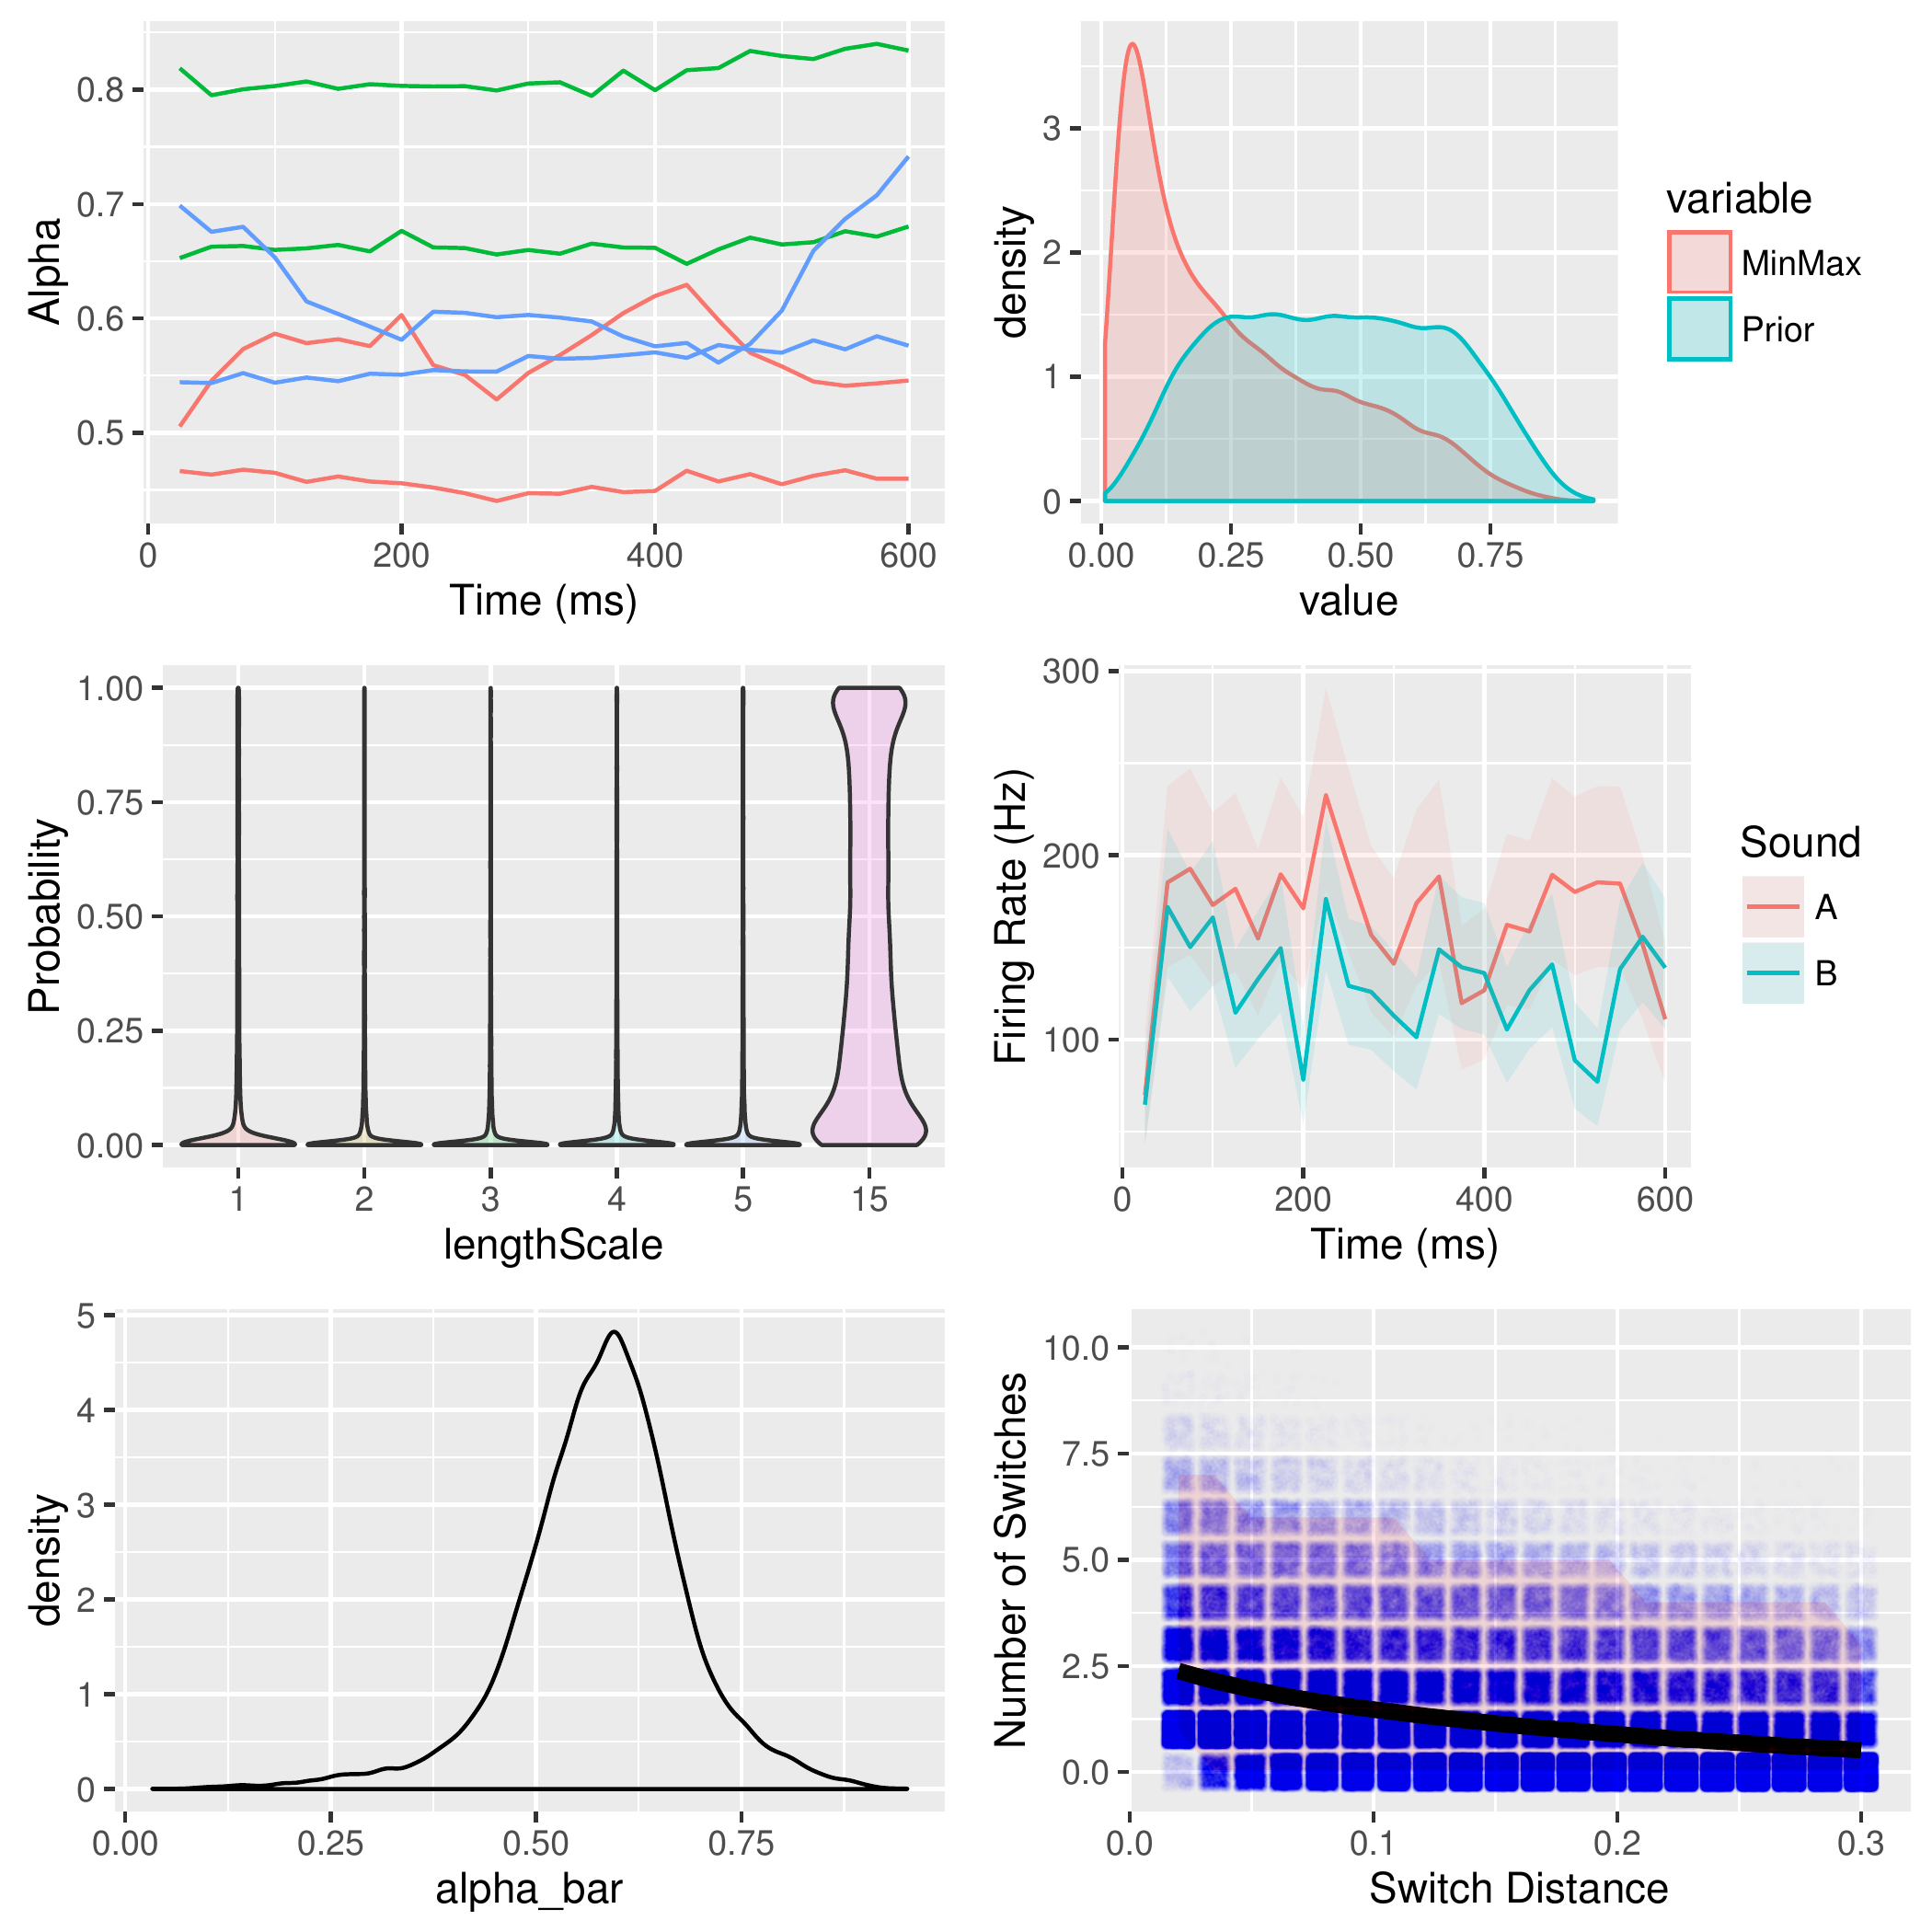 0.8
0.7
0.6
0.5
Alpha
0 200 400 600
Time (ms)
3
2
1
0
density
0.00 0.25 0.50 0.75
value
variable
MinMax
Prior
1.00
0.75
0.50
0.25
0.00
Probability
1 2 3 4 5 15
lengthScale
300
200
100
Firing Rate (Hz)
0 200 400 600
Time (ms)
Sound
A
B
5
4
3
2
1
0
density
0.00 0.25 0.50 0.75
alpha_bar
10.0
7.5
5.0
2.5
0.0
Number of Switches
0.0 0.1 0.2 0.3
Switch Distance